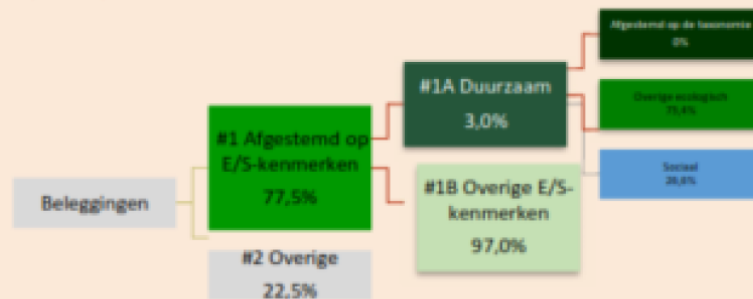 Afgestemd op de taxonomie
0%
#1A Duurzaam
3,0%
Overige ecologisch
#1 Afgestemd op
E/S-kenmerken
77,5%
Sociaal
Beleggingen
#1B Overige E/S-
kenmerken
97,0%
#2 Overige
22,5%